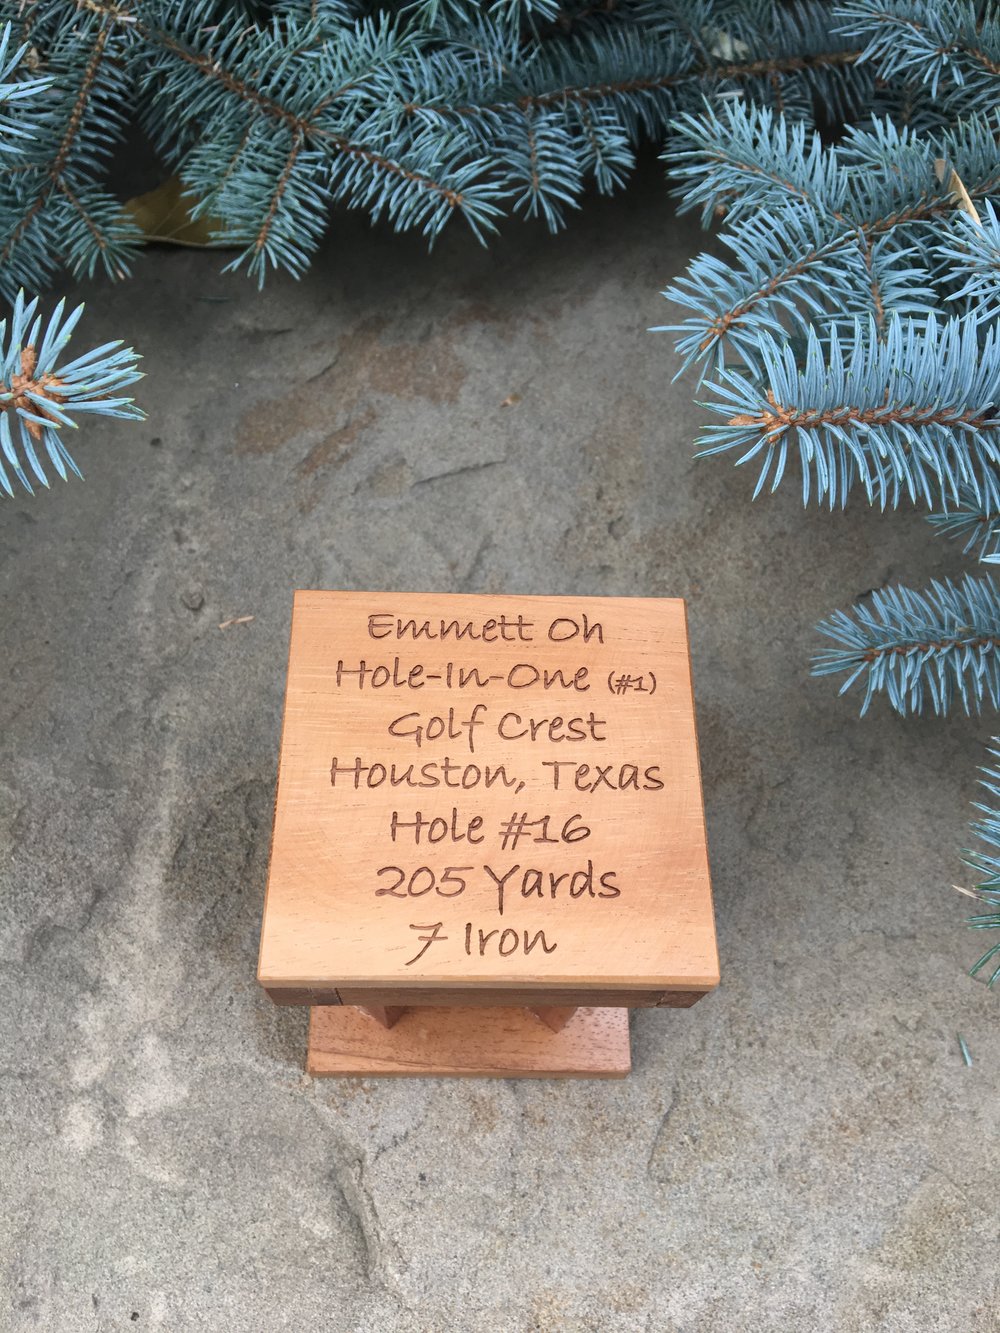 Emmett Oh
Hole-In-One (#1)
Golf Crest
Houston, Texas
Hole #16
205 Yards
7 Iron